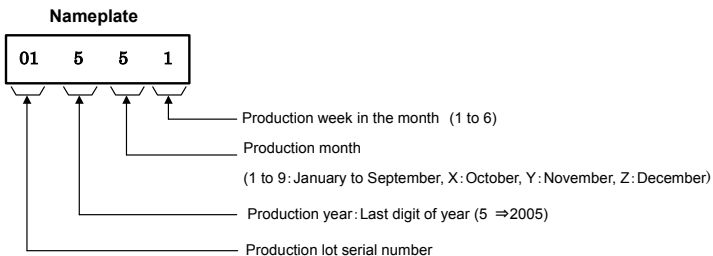 Nameplate
01 5 5 1
Production week in the month (1 to 6)
Production month
(1 to 9:January to September, X:October, Y:November, Z:December)
Production year:Last digit of year (5 ⇒2005)
Production lot serial number